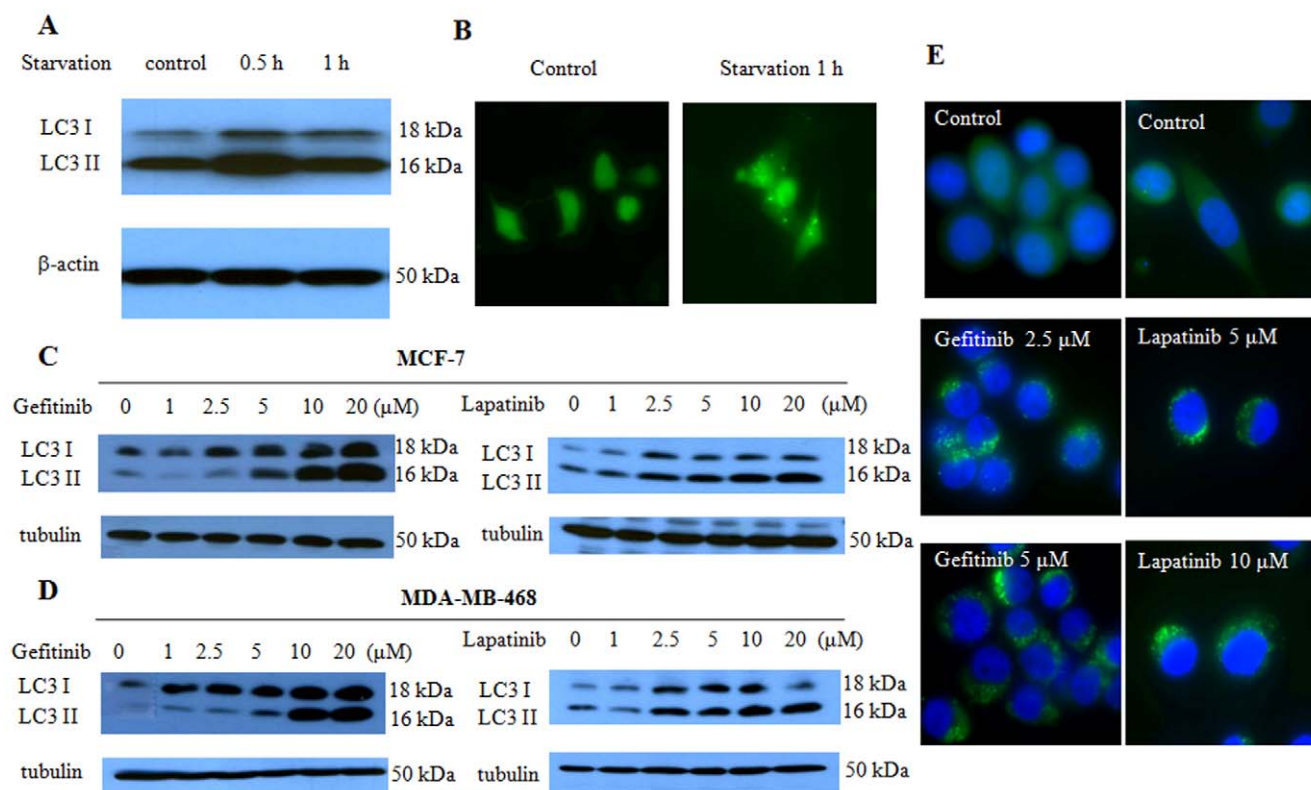 A
Starvation control 0.5 h 1 h
LC3 I 18 kDa
LC3 II 16 kDa
β-actin 50 kDa
B
Control Starvation 1 h
C
MCF-7
Gefitinib 0 1 2.5 5 10 20 (μM)
LC3 I 18 kDa
LC3 II 16 kDa
tubulin 50 kDa
Lapatinib 0 1 2.5 5 10 20 (μM)
LC3 I 18 kDa
LC3 II 16 kDa
tubulin 50 kDa
D
MDA-MB-468
Gefitinib 0 1 2.5 5 10 20 (μM)
LC3 I 18 kDa
LC3 II 16 kDa
tubulin 50 kDa
Lapatinib 0 1 2.5 5 10 20 (μM)
LC3 I 18 kDa
LC3 II 16 kDa
tubulin 50 kDa
E
Control Control
Gefitinib 2.5 μM Lapatinib 5 μM
Gefitinib 5 μM Lapatinib 10 μM